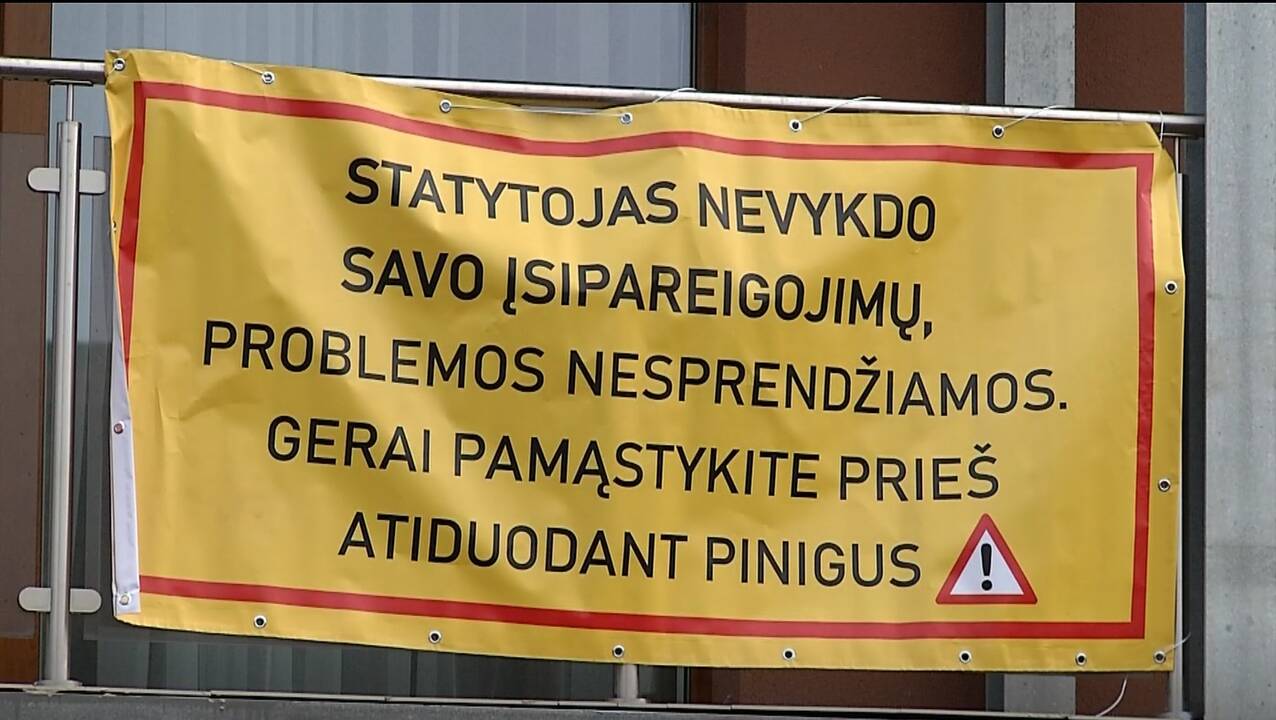 STATYTOJAS NEVYKDO
SAVO ĮSIPAREIGOJIMŲ,
PROBLEMOS NESPRENDŽIAMOS.
GERAI PAMĄSTYKITE PRIEŠ
ATIDUODANT PINIGUS